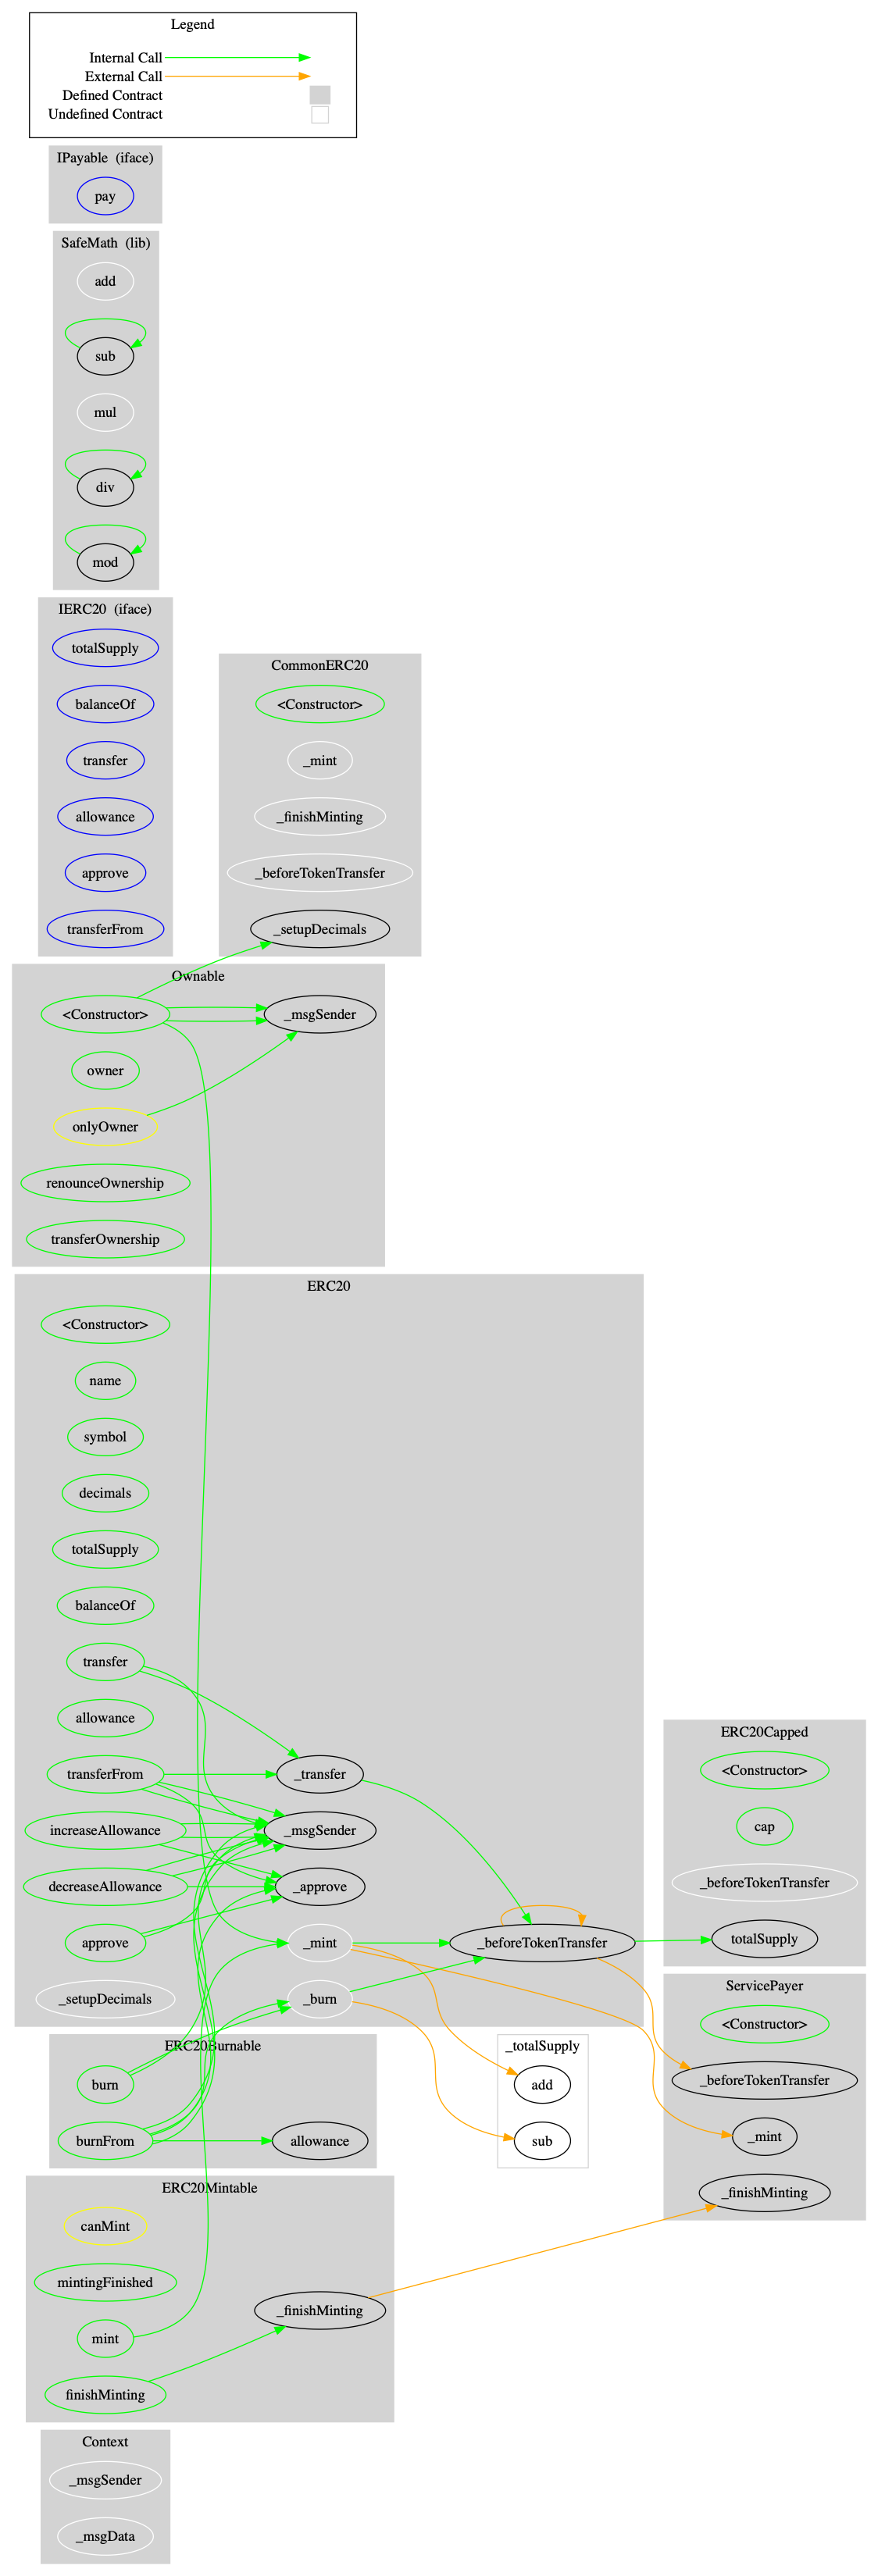 Legend
Internal Call
External Call
Defined Contract
Undefined Contract
IPayable (iface)
pay
SafeMath (lib)
add
sub
mul
div
mod
IERC20 (iface)
totalSupply
balanceOf
transfer
allowance
approve
transferFrom
CommonERC20
<Constructor>
_mint
_finishMinting
_beforeTokenTransfer
_setupDecimals
Ownable
<Constructor>
_msgSender
owner
onlyOwner
renounceOwnership
transferOwnership
ERC20
<Constructor>
name
symbol
decimals
totalSupply
balanceOf
transfer
allowance
transferFrom
_transfer
increaseAllowance
_msgSender
decreaseAllowance
_approve
approve
_mint
_beforeTokenTransfer
_setupDecimals
_burn
ERC20Capped
<Constructor>
cap
_beforeTokenTransfer
totalSupply
ServicePayer
<Constructor>
_beforeTokenTransfer
_mint
_finishMinting
ERC20Burnable
burn
burnFrom
allowance
_totalSupply
add
sub
ERC20Mintable
canMint
mintingFinished
_finishMinting
mint
finishMinting
Context
_msgSender
_msgData